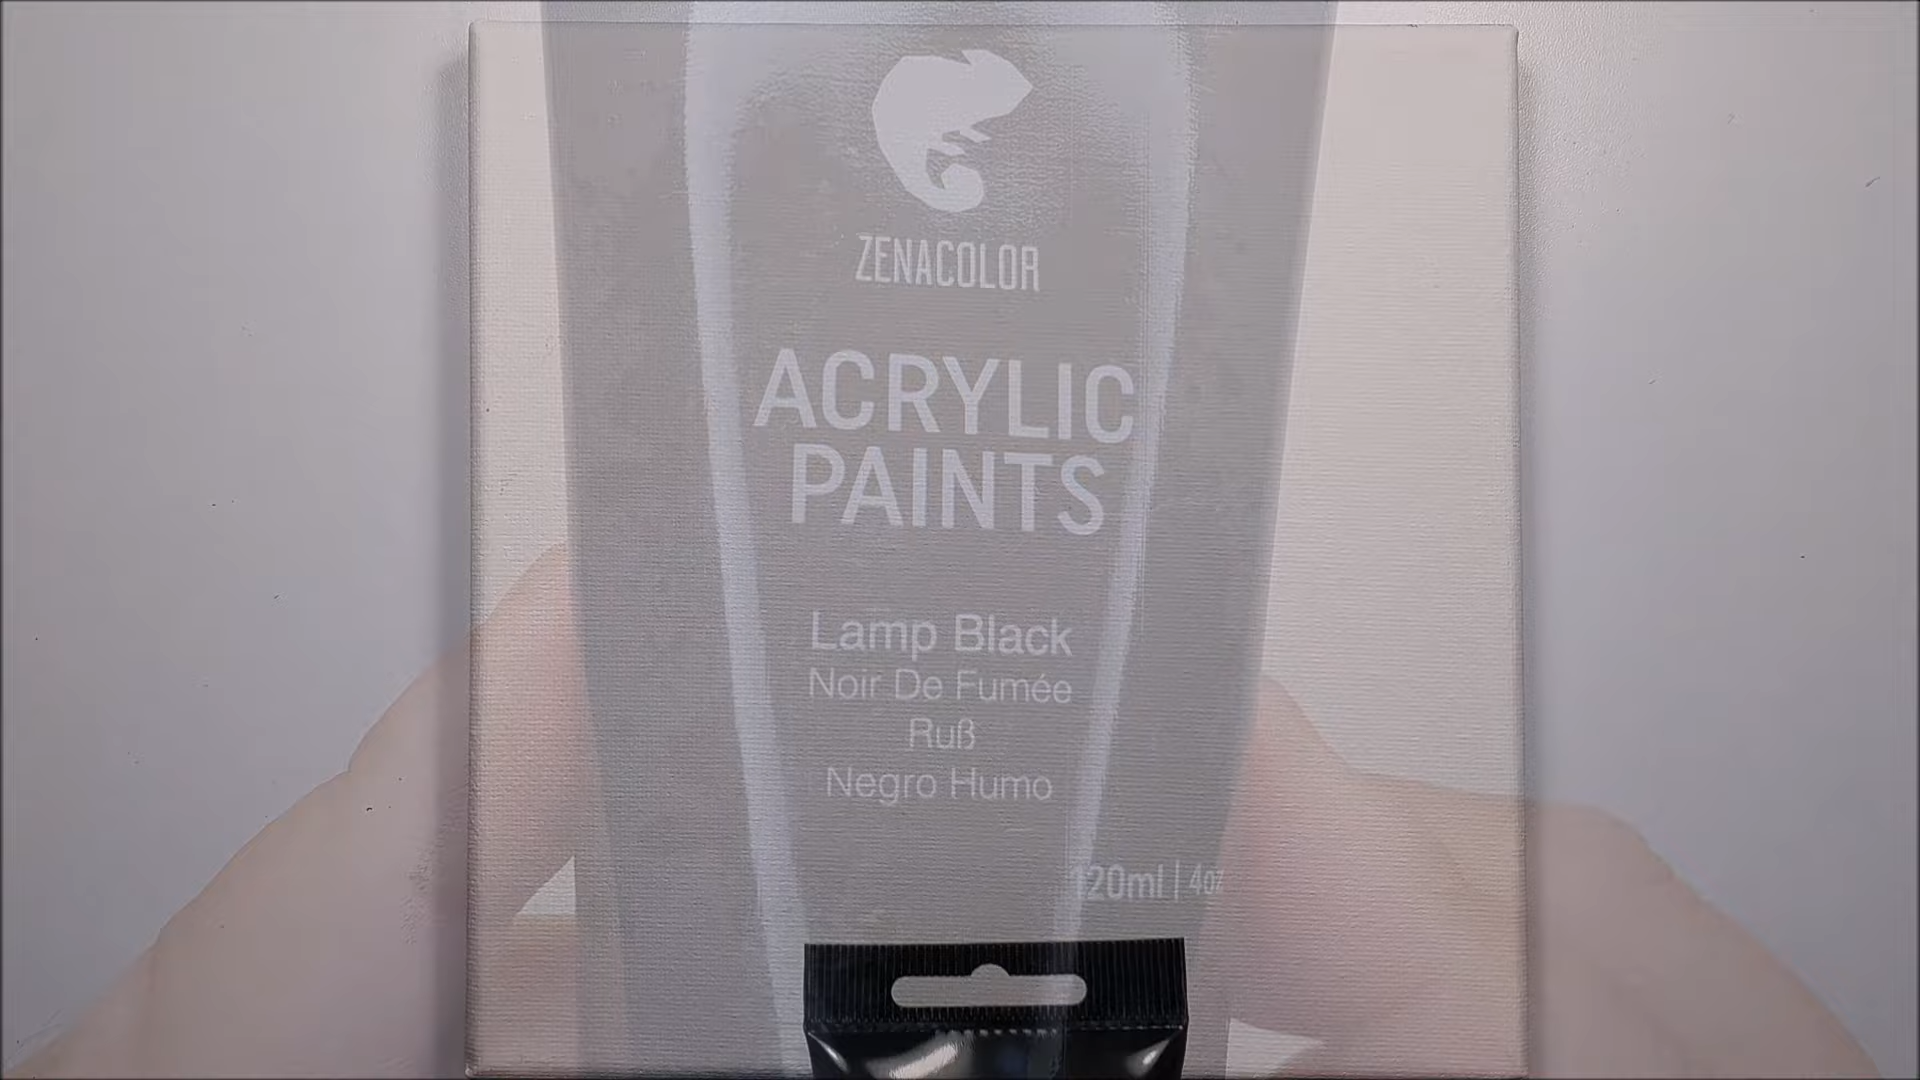 ZENACOLOR
ACRYLIC
PAINTS
Lamp Black
Noir De Fumée
Ruß
Negro Humo
120ml | 4oz